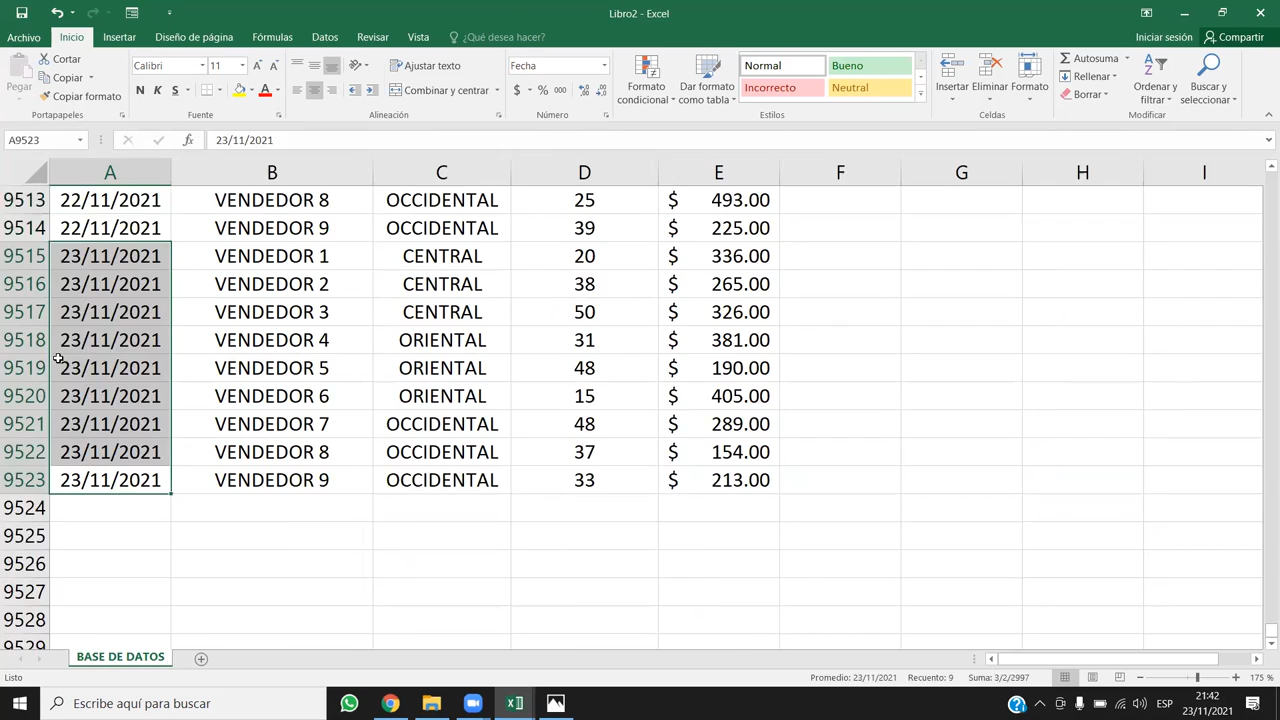 Libro2 - Excel
Archivo Inicio Insertar Diseño de página Fórmulas Datos Revisar Vista ¿Qué desea hacer? Iniciar sesión Compartir
Pegar
Cortar
Copiar
Copiar formato
Portapapeles
Calibri 11
N K S
Fuente
Ajustar texto
Combinar y centrar
Alineación
Fecha
$ % 000
Número
Formato condicional
Dar formato como tabla
Normal Bueno
Incorrecto Neutral
Estilos
Insertar Eliminar Formato
Celdas
Autosuma
Rellenar
Borrar
Ordenar y filtrar
Buscar y seleccionar
Modificar
A9523 fx 23/11/2021
A B C D E F G H I
9513 22/11/2021 VENDEDOR 8 OCCIDENTAL 25 $ 493.00
9514 22/11/2021 VENDEDOR 9 OCCIDENTAL 39 $ 225.00
9515 23/11/2021 VENDEDOR 1 CENTRAL 20 $ 336.00
9516 23/11/2021 VENDEDOR 2 CENTRAL 38 $ 265.00
9517 23/11/2021 VENDEDOR 3 CENTRAL 50 $ 326.00
9518 23/11/2021 VENDEDOR 4 ORIENTAL 31 $ 381.00
9519 23/11/2021 VENDEDOR 5 ORIENTAL 48 $ 190.00
9520 23/11/2021 VENDEDOR 6 ORIENTAL 15 $ 405.00
9521 23/11/2021 VENDEDOR 7 OCCIDENTAL 48 $ 289.00
9522 23/11/2021 VENDEDOR 8 OCCIDENTAL 37 $ 154.00
9523 23/11/2021 VENDEDOR 9 OCCIDENTAL 33 $ 213.00
9524
9525
9526
9527
9528
9529
BASE DE DATOS
Listo Promedio: 23/11/2021 Recuento: 9 Suma: 3/2/2997 175 %
Escribe aquí para buscar ESP 21:42
23/11/2021